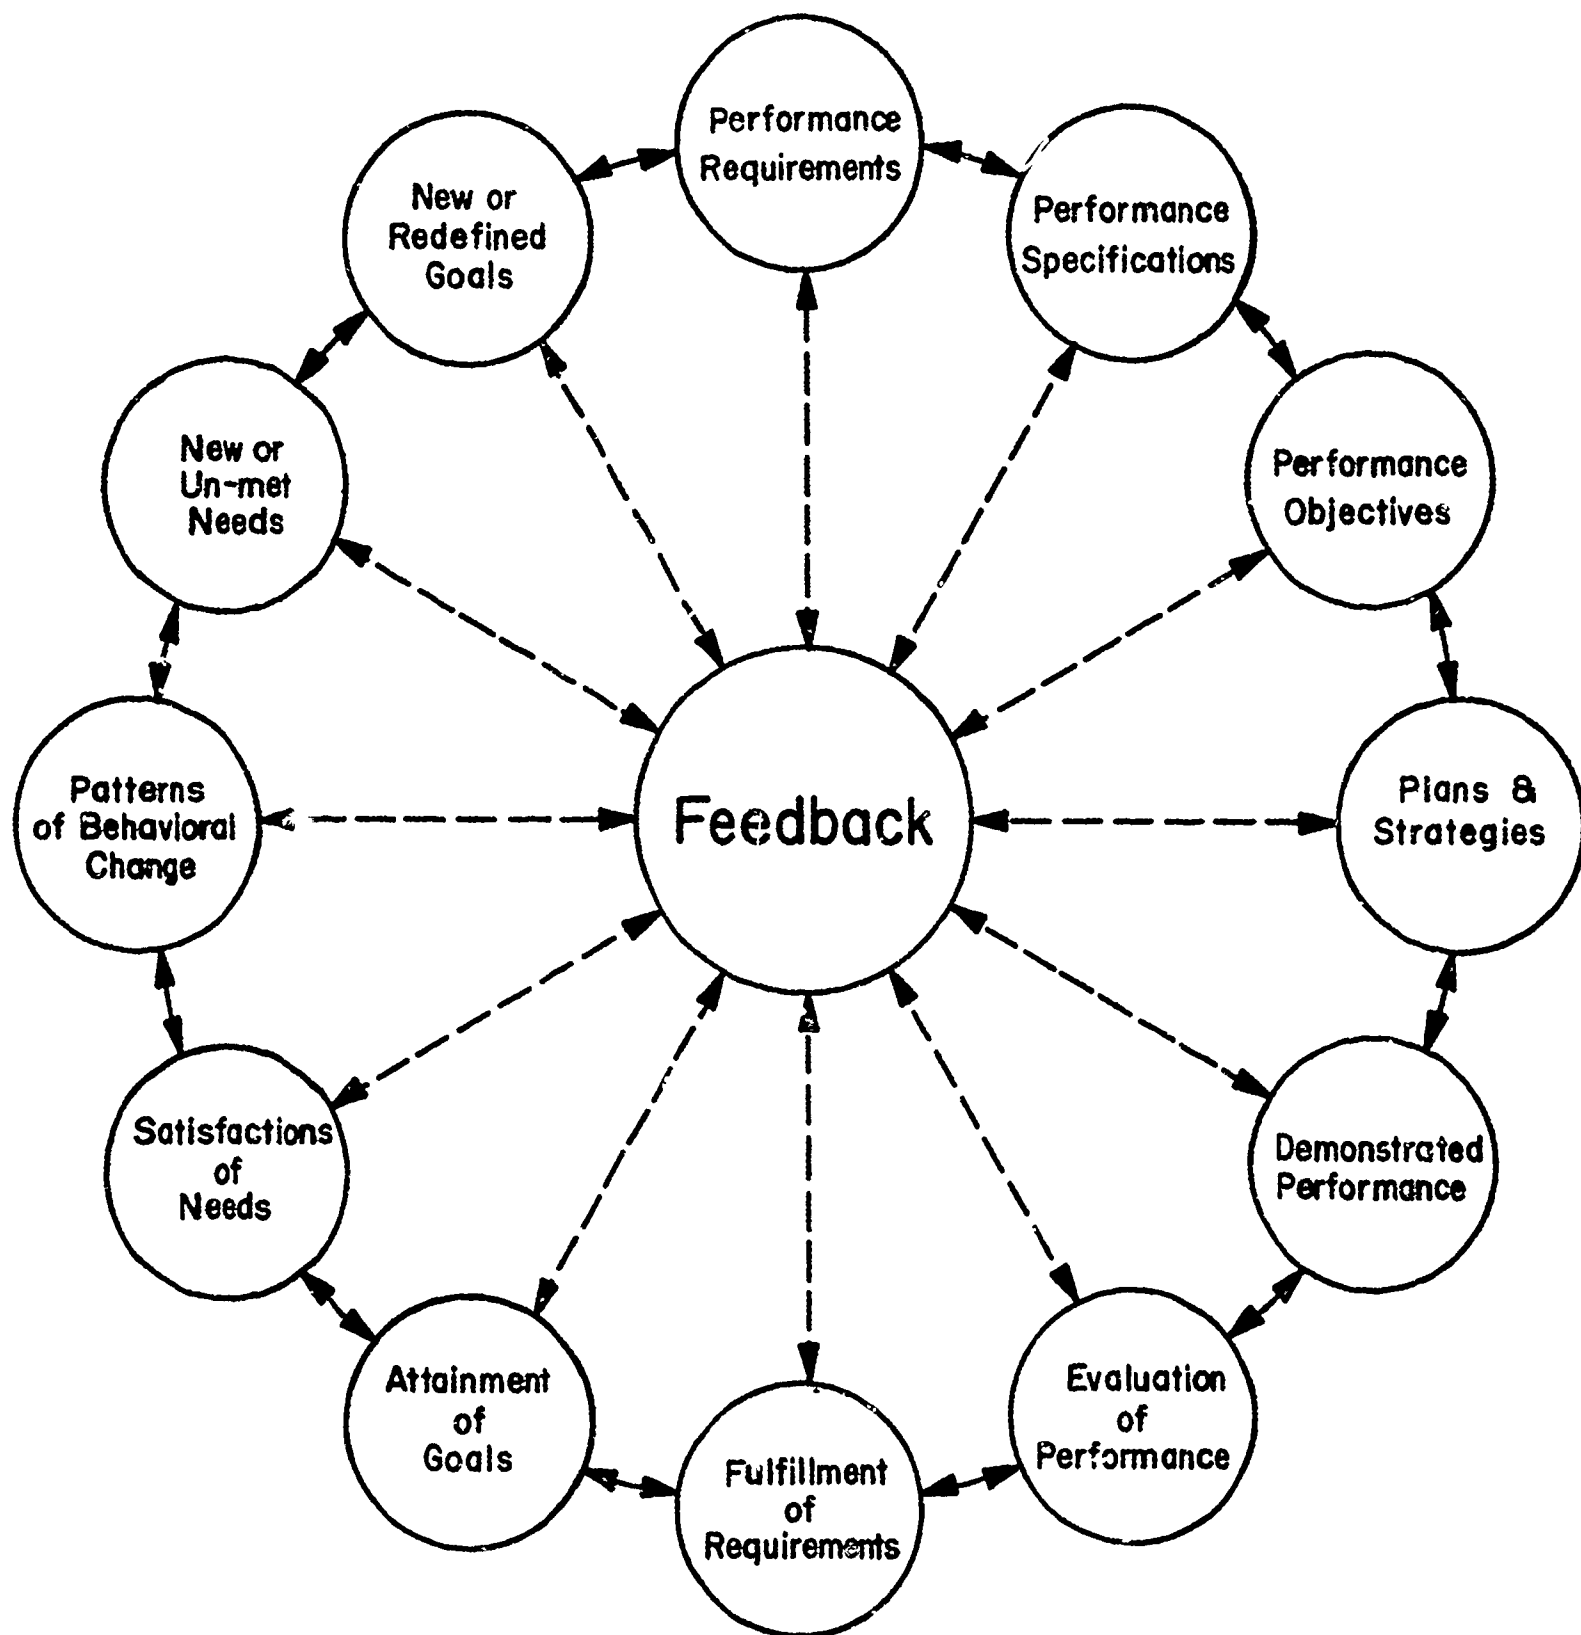 Performance
Requirements
Performance
Specifications
Performance
Objectives
Plans &
Strategies
Demonstrated
Performance
Evaluation
of
Performance
Fulfillment
of
Requirements
Attainment
of
Goals
Satisfactions
of
Needs
Patterns
of Behavioral
Change
New or
Un-met
Needs
New or
Redefined
Goals
Feedback